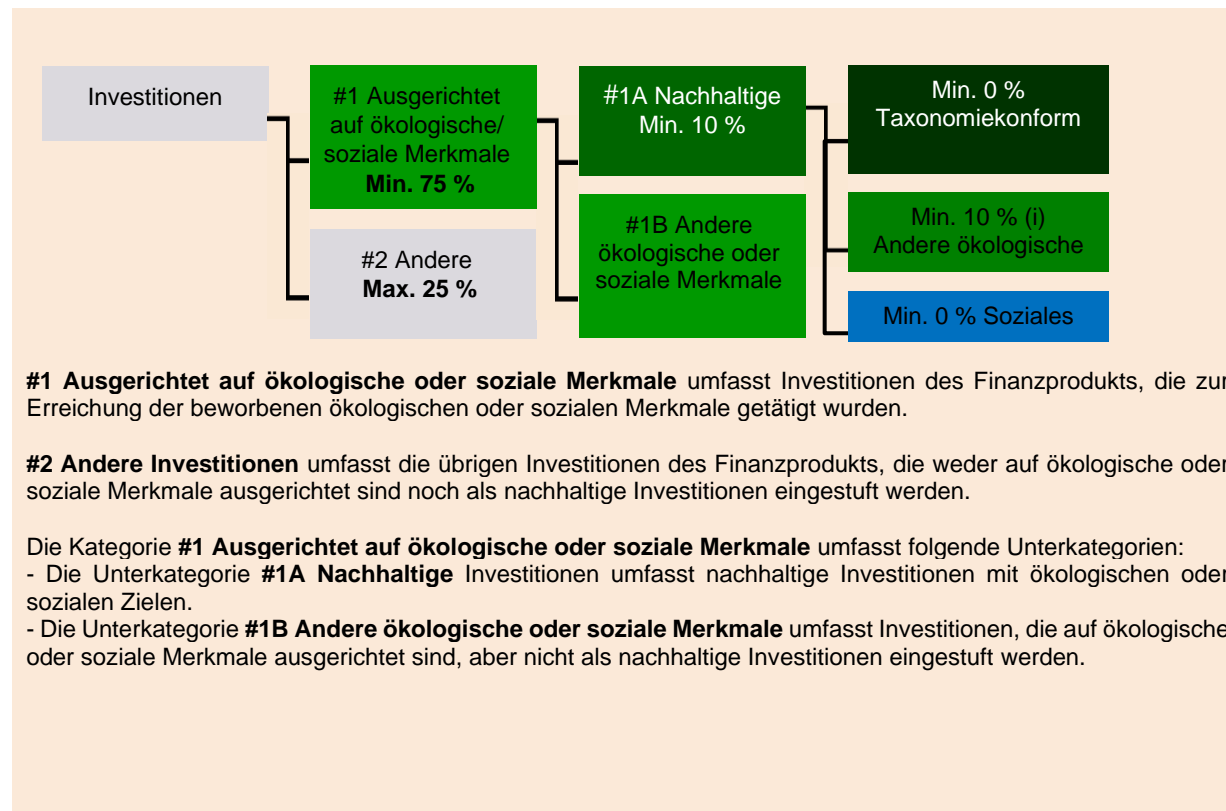 Investitionen
#1 Ausgerichtet
auf ökologische/
soziale Merkmale
Min. 75 %
#2 Andere
Max. 25 %
#1A Nachhaltige
Min. 10 %
#1B Andere
ökologische oder
soziale Merkmale
Min. 0 %
Taxonomiekonform
Min. 10 % (i)
Andere ökologische
Min. 0 % Soziales
#1 Ausgerichtet auf ökologische oder soziale Merkmale umfasst Investitionen des Finanzprodukts, die zur
Erreichung der beworbenen ökologischen oder sozialen Merkmale getätigt wurden.
#2 Andere Investitionen umfasst die übrigen Investitionen des Finanzprodukts, die weder auf ökologische oder
soziale Merkmale ausgerichtet sind noch als nachhaltige Investitionen eingestuft werden.
Die Kategorie #1 Ausgerichtet auf ökologische oder soziale Merkmale umfasst folgende Unterkategorien:
- Die Unterkategorie #1A Nachhaltige Investitionen umfasst nachhaltige Investitionen mit ökologischen oder
sozialen Zielen.
- Die Unterkategorie #1B Andere ökologische oder soziale Merkmale umfasst Investitionen, die auf ökologische
oder soziale Merkmale ausgerichtet sind, aber nicht als nachhaltige Investitionen eingestuft werden.